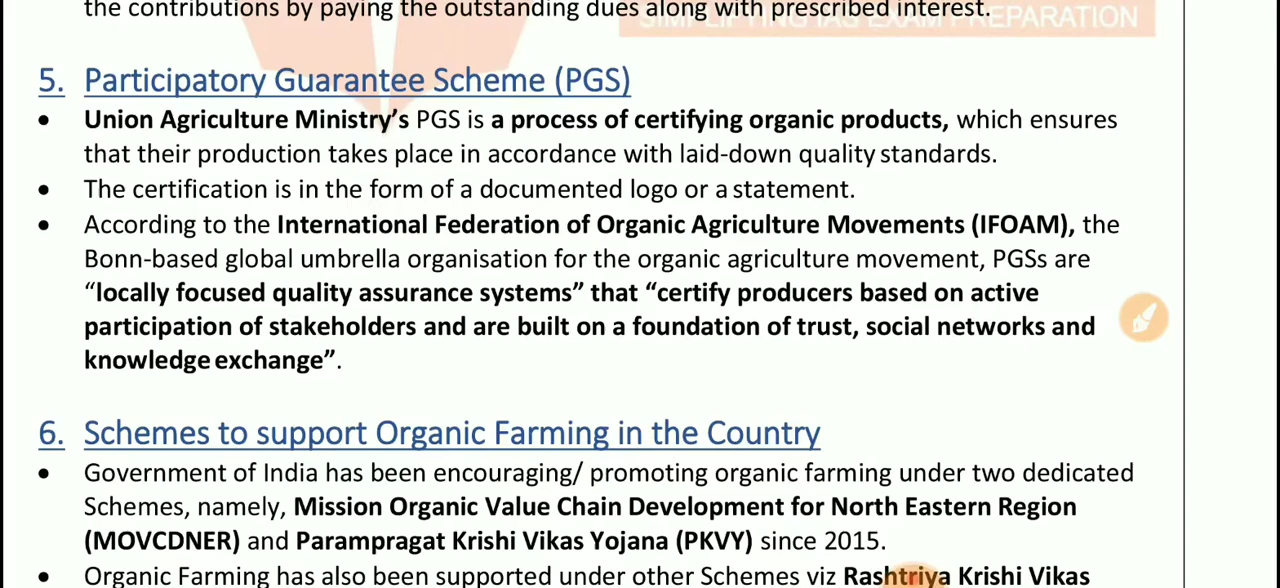 the contributions by paying the outstanding dues along with prescribed interest.
SIMPLIFYING IAS EXAM PREPARATION
5. Participatory Guarantee Scheme (PGS)
• Union Agriculture Ministry’s PGS is a process of certifying organic products, which ensures
that their production takes place in accordance with laid-down quality standards.
• The certification is in the form of a documented logo or a statement.
• According to the International Federation of Organic Agriculture Movements (IFOAM), the
Bonn-based global umbrella organisation for the organic agriculture movement, PGSs are
“locally focused quality assurance systems” that “certify producers based on active
participation of stakeholders and are built on a foundation of trust, social networks and
knowledge exchange”.
6. Schemes to support Organic Farming in the Country
• Government of India has been encouraging/ promoting organic farming under two dedicated
Schemes, namely, Mission Organic Value Chain Development for North Eastern Region
(MOVCDNER) and Parampragat Krishi Vikas Yojana (PKVY) since 2015.
• Organic Farming has also been supported under other Schemes viz Rashtriya Krishi Vikas